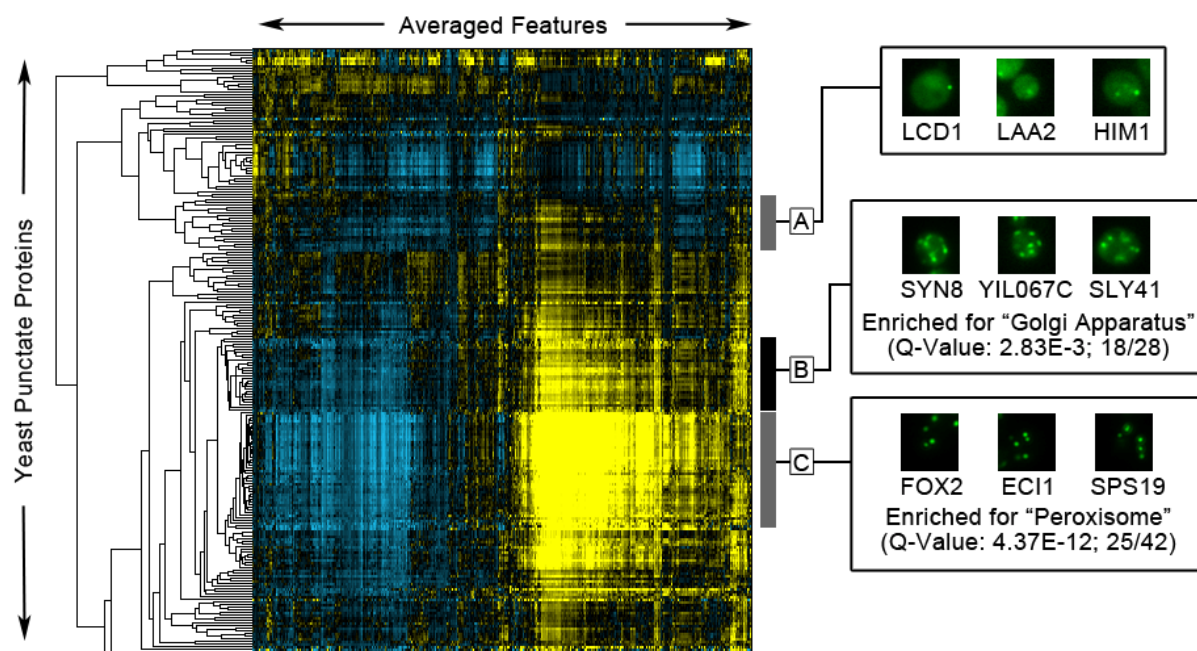 Averaged Features
Yeast Punctate Proteins
A
LCD1 LAA2 HIM1
B
SYN8 YIL067C SLY41
Enriched for “Golgi Apparatus”
(Q-Value: 2.83E-3; 18/28)
C
FOX2 ECI1 SPS19
Enriched for “Peroxisome”
(Q-Value: 4.37E-12; 25/42)